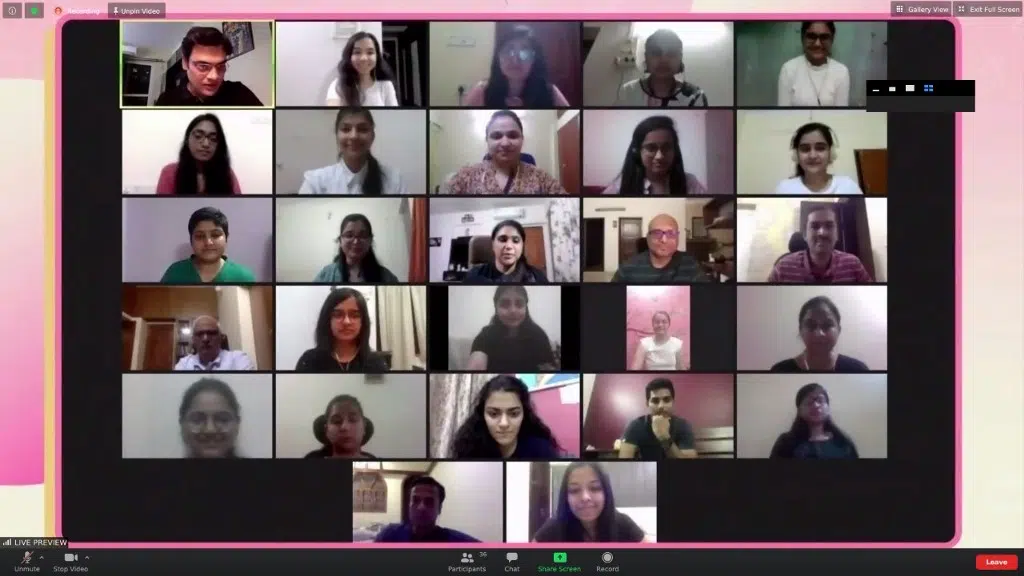 Recording
Unpin Video
Gallery View
Exit Full Screen
LIVE PREVIEW
Unmute
Stop Video
Participants
36
Chat
Share Screen
Record
Leave